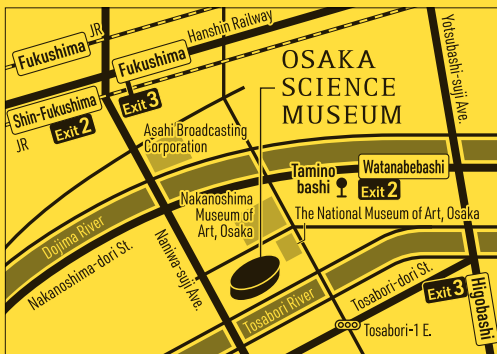 JR
Hanshin Railway
Fukushima
Fukushima
Shin-Fukushima
Exit 3
Exit 2
JR
OSAKA
SCIENCE
MUSEUM
Yotsubashi-suji Ave.
Asahi Broadcasting
Corporation
Tamino
bashi
Watanabebashi
Exit 2
Nakanoshima
Museum of
Art, Osaka
The National Museum of Art, Osaka
Dojima River
Nakanoshima-dori St.
Naniwa-suji Ave.
Tosabori River
Tosabori-dori St.
Exit 3
Higobashi
Tosabori-1 E.